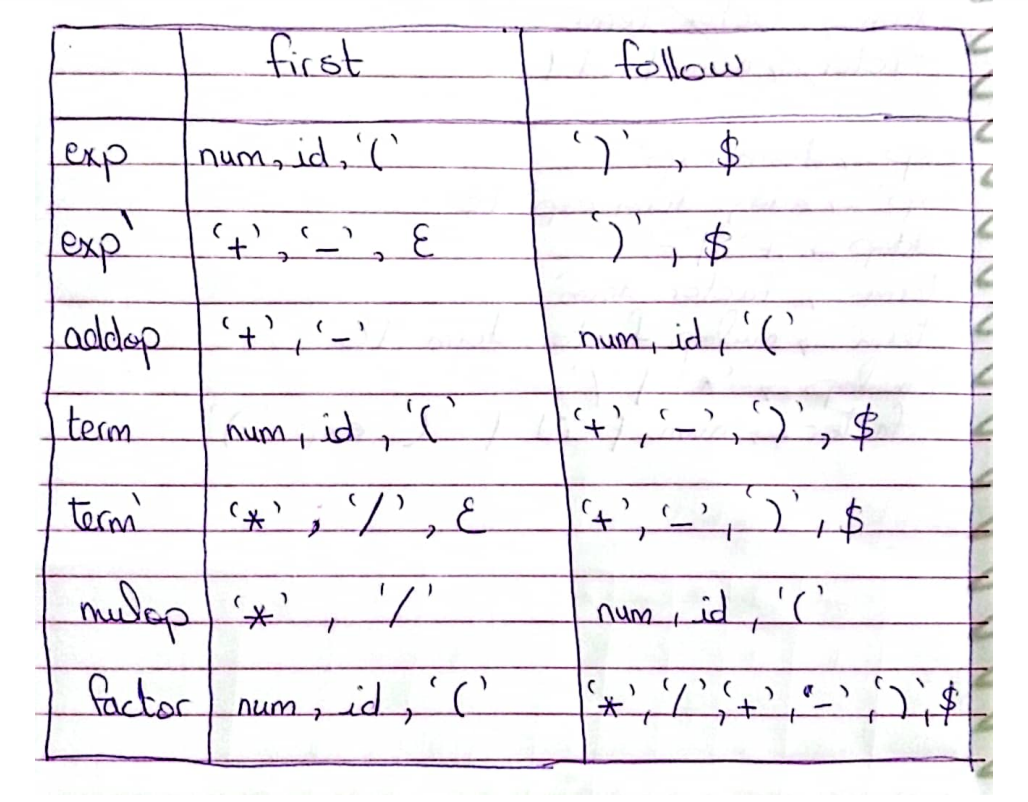 first follow
exp num, id, '(' ')' , $
exp' '+', '-', ε ')' , $
addop '+', '-' num, id, '('
term num, id, '(' '+', '-', ')', $
term' '*', '/', ε '+', '-', ')', $
mulop '*', '/' num, id, '('
factor num, id, '(' '*', '/', '+', '-', ')', $